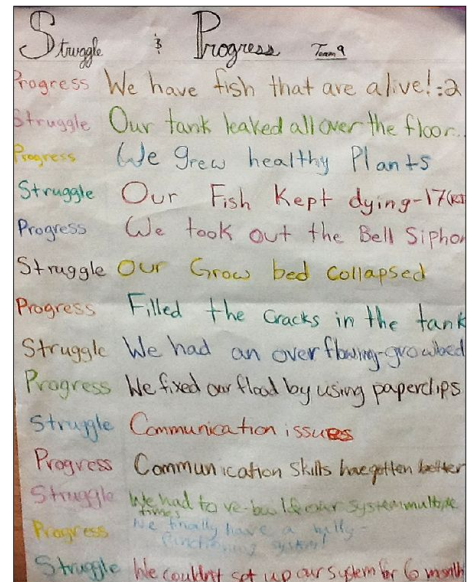 Struggle & Progress Team 9
Progress We have fish that are alive!:2
Struggle Our tank leaked all over the floor.
Progress We grew healthy Plants
Struggle Our Fish Kept dying-17
Progress We took out the Bell Sipho
Struggle Our Grow bed collapsed
Progress Filled the cracks in the tank
Struggle We had an overflowing-growbed
Progress We fixed our flood by using paperclips
Struggle Communication issues
Progress Communication Skills have gotten better
Struggle We had to re-build our system multiple
times
Progress We finally have a fully-
functioning system!
Struggle We couldn't set up our system for 6 month